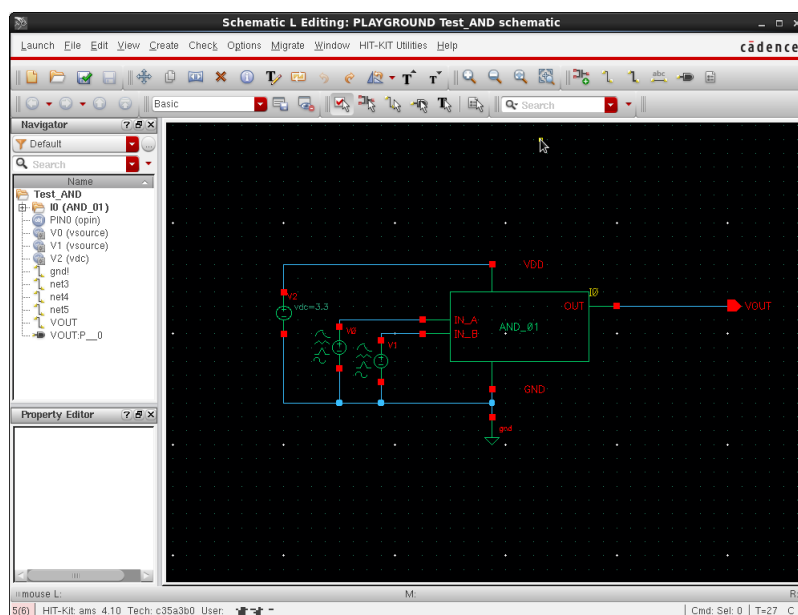 Schematic L Editing: PLAYGROUND Test_AND schematic
Launch File Edit View Create Check Options Migrate Window HIT-KIT Utilities Help
cādence
Basic
Search
Navigator
Default
Search
Name
Test_AND
I0 (AND_01)
PIN0 (opin)
V0 (vsource)
V1 (vsource)
V2 (vdc)
gnd!
net3
net4
net5
VOUT
VOUT:P__0
Property Editor
VDD
V2
vdc=3.3
I0
OUT
VOUT
IN_A
IN_B
AND_01
V0
V1
GND
gnd
mouse L:
M:
R:
5(6) HIT-Kit: ams_4.10 Tech: c35a3b0 User:
Cmd: Sel: 0 T=27 C